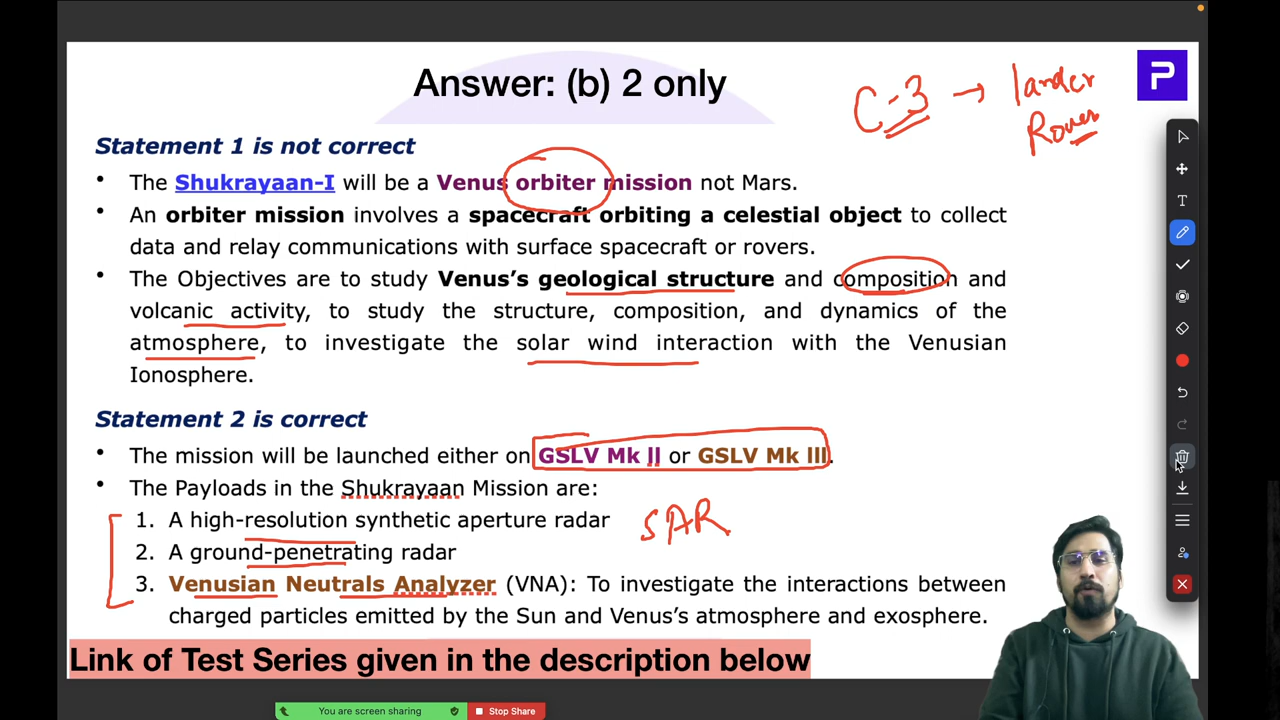 Answer: (b) 2 only
C-3 → lander
Rover
P
Statement 1 is not correct
• The Shukrayaan-I will be a Venus orbiter mission not Mars.
• An orbiter mission involves a spacecraft orbiting a celestial object to collect
data and relay communications with surface spacecraft or rovers.
• The Objectives are to study Venus's geological structure and composition and
volcanic activity, to study the structure, composition, and dynamics of the
atmosphere, to investigate the solar wind interaction with the Venusian
Ionosphere.
Statement 2 is correct
• The mission will be launched either on GSLV Mk II or GSLV Mk III.
• The Payloads in the Shukrayaan Mission are:
1. A high-resolution synthetic aperture radar SAR
2. A ground-penetrating radar
3. Venusian Neutrals Analyzer (VNA): To investigate the interactions between
charged particles emitted by the Sun and Venus's atmosphere and exosphere.
Link of Test Series given in the description below
You are screen sharing Stop Share